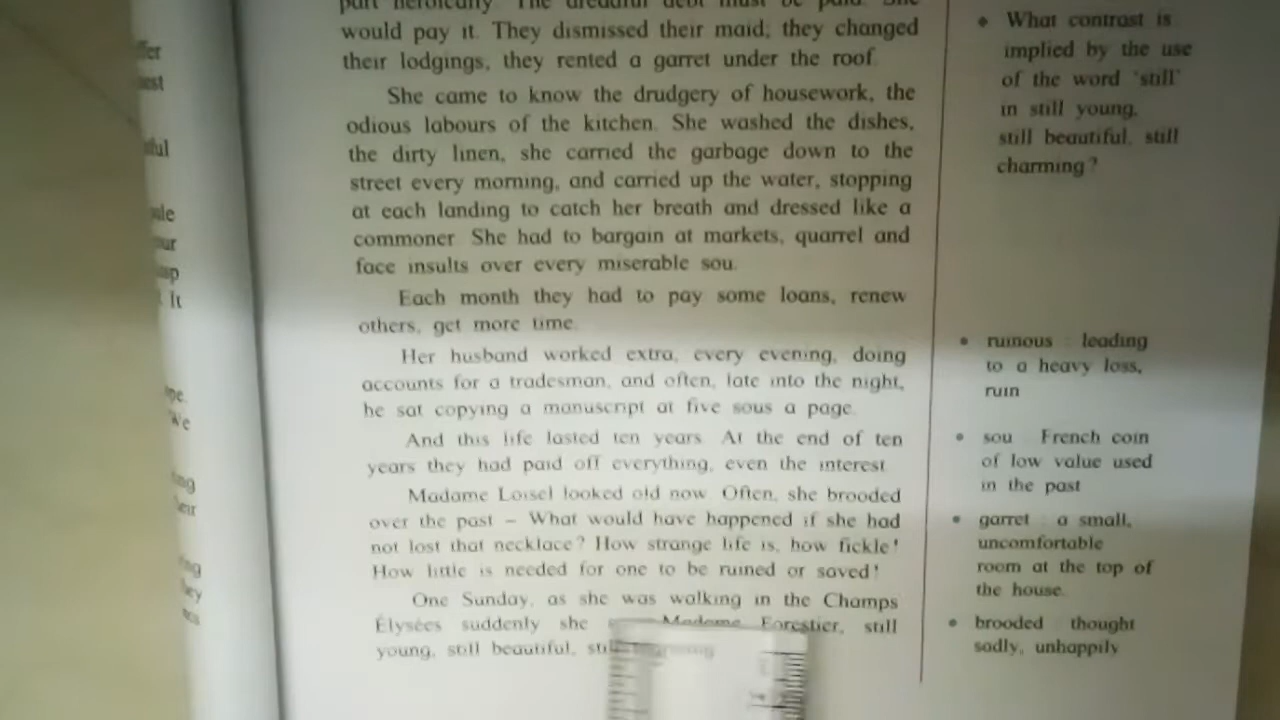 would pay it. They dismissed their maid; they changed
their lodgings, they rented a garret under the roof.
She came to know the drudgery of housework, the
odious labours of the kitchen. She washed the dishes,
the dirty linen, she carried the garbage down to the
street every morning, and carried up the water, stopping
at each landing to catch her breath and dressed like a
commoner. She had to bargain at markets, quarrel and
face insults over every miserable sou.
Each month they had to pay some loans, renew
others, get more time.
Her husband worked extra, every evening, doing
accounts for a tradesman, and often, late into the night,
he sat copying a manuscript at five sous a page.
And this life lasted ten years. At the end of ten
years they had paid off everything, even the interest.
Madame Loisel looked old now. Often, she brooded
over the past – What would have happened if she had
not lost that necklace? How strange life is, how fickle!
How little is needed for one to be ruined or saved!
One Sunday, as she was walking in the Champs
Élysées suddenly she Madame Forestier, still
young, still beautiful, still
• What contrast is
implied by the use
of the word 'still'
in still young,
still beautiful, still
charming?
• ruinous : leading
to a heavy loss,
ruin
• sou : French coin
of low value used
in the past
• garret : a small,
uncomfortable
room at the top of
the house.
• brooded : thought
sadly, unhappily